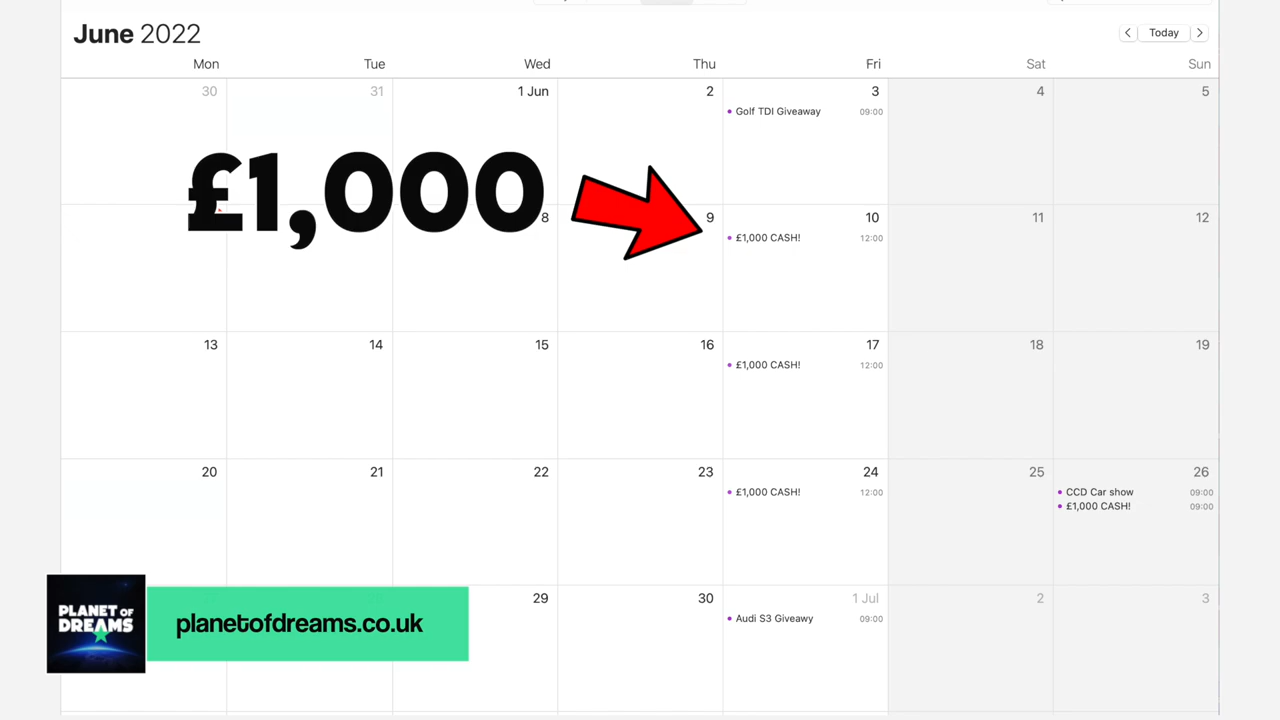 June 2022
Today
Mon Tue Wed Thu Fri Sat Sun
30 31 1 Jun 2 3 4 5
Golf TDI Giveaway 09:00
£1,000
8 9 10 11 12
£1,000 CASH! 12:00
13 14 15 16 17 18 19
£1,000 CASH! 12:00
20 21 22 23 24 25 26
£1,000 CASH! 12:00
CCD Car show 09:00
£1,000 CASH! 09:00
29 30 1 Jul 2 3
Audi S3 Giveawy 09:00
PLANET OF
DREAMS
planetofdreams.co.uk